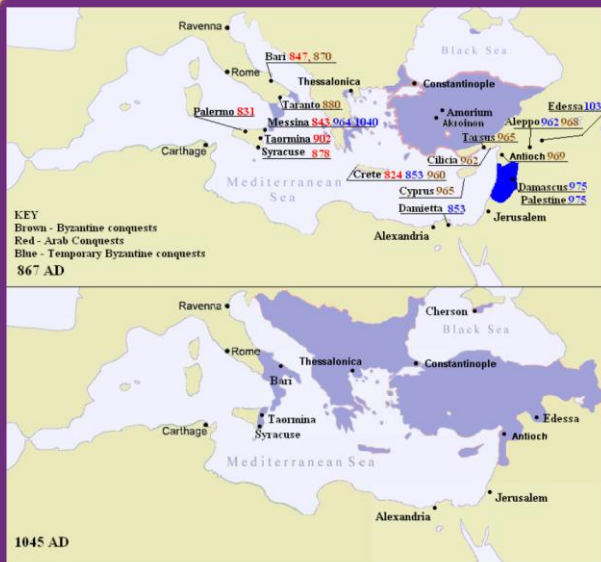 Ravenna
Black Sea
Bari 847, 870
Rome
Thessalonica
Constantinople
Taranto 880
Palermo 831
Messina 843 964 1040
Amorium
Akroinon
Aleppo 962 968
Edessa 103
Taormina 902
Tarsus 965
Carthage
Syracuse 878
Cilicia 962
Antioch 969
Crete 824 853 960
Mediterranean
Sea
Cyprus 965
Damascus 975
Palestine 975
Damietta 853
Jerusalem
Alexandria
KEY
Brown - Byzantine conquests
Red - Arab Conquests
Blue - Temporary Byzantine conquests
867 AD
Ravenna
Cherson
Black Sea
Rome
Thessalonica
Constantinople
Bari
Taormina
Edessa
Carthage
Syracuse
Antioch
Mediterranean Sea
Jerusalem
Alexandria
1045 AD